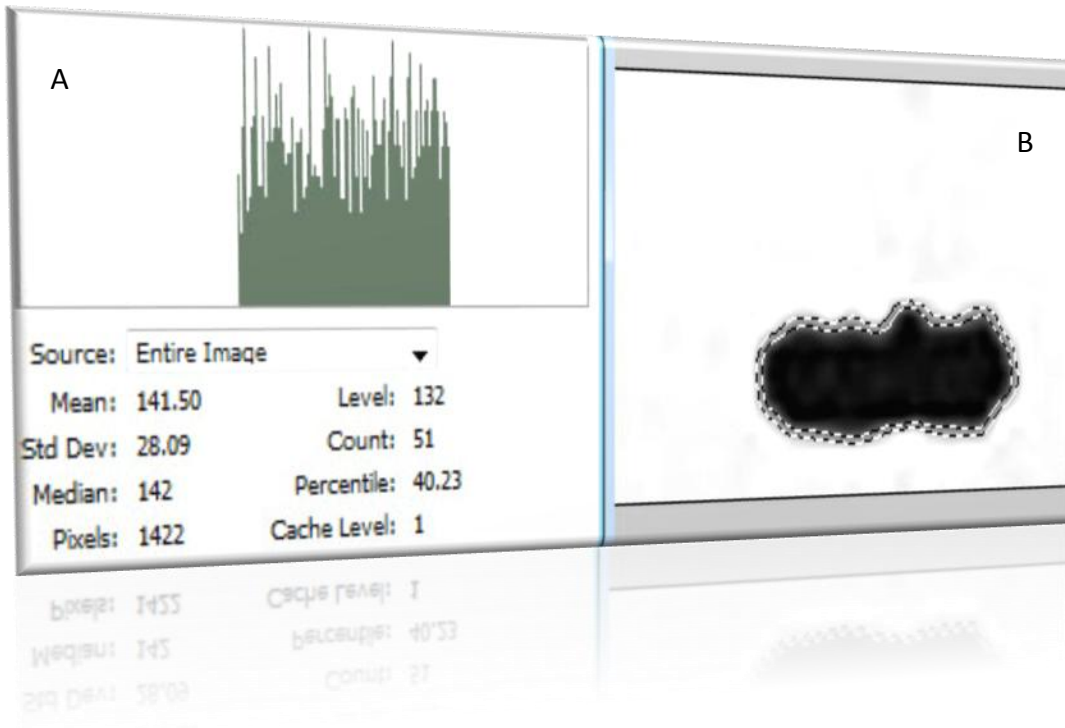 A
B
Source: Entire Image
Mean: 141.50 Level: 132
Std Dev: 28.09 Count: 51
Median: 142 Percentile: 40.23
Pixels: 1422 Cache Level: 1